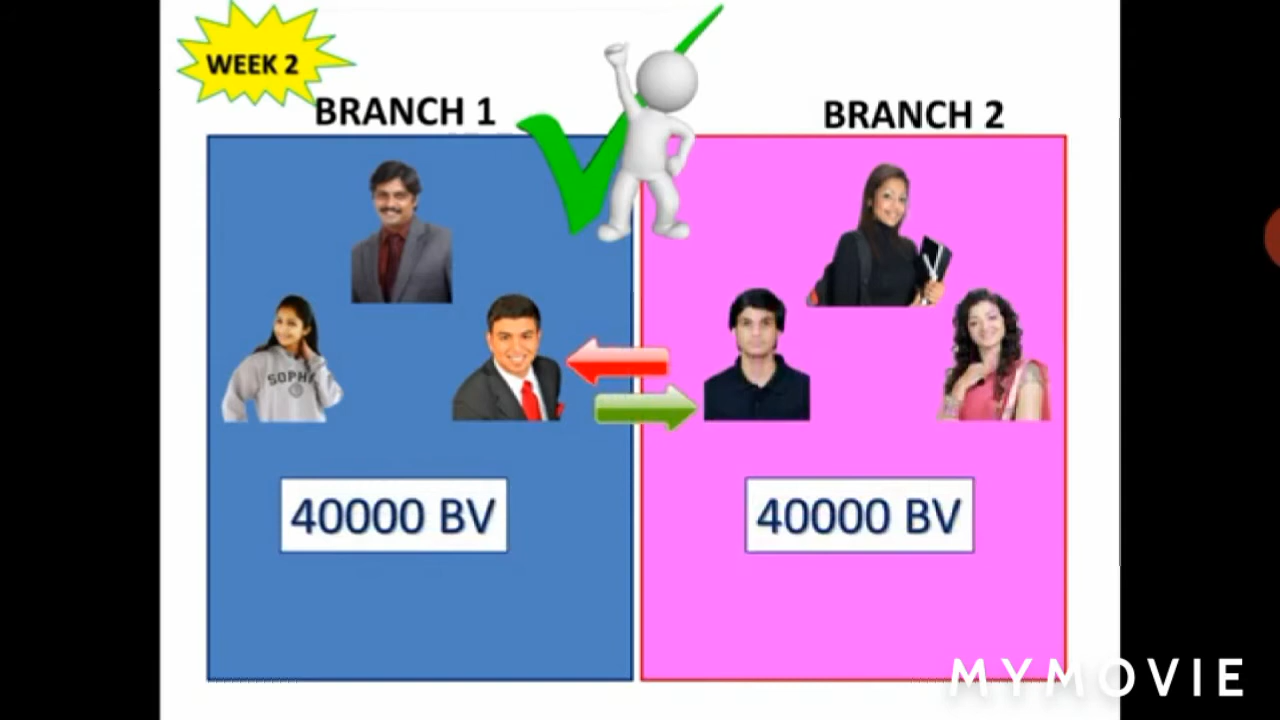 WEEK 2
BRANCH 1
BRANCH 2
SOPH
40000 BV
40000 BV
MYMOVIE